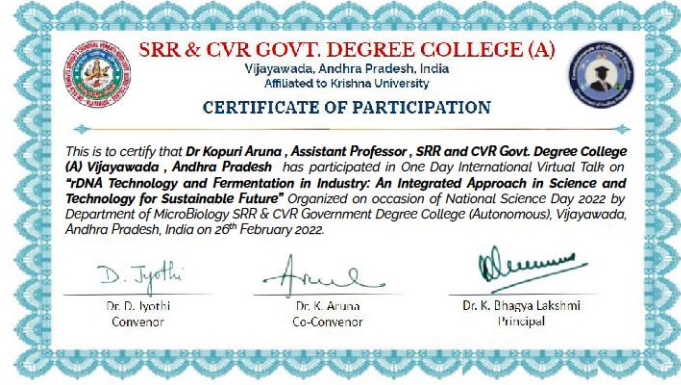 SRR & CVR GOVT. DEGREE COLLEGE (A)
Vijayawada, Andhra Pradesh, India
Affiliated to Krishna University
CERTIFICATE OF PARTICIPATION
This is to certify that Dr Kopuri Aruna , Assistant Professor , SRR and CVR Govt. Degree College
(A) Vijayawada , Andhra Pradesh has participated in One Day International Virtual Talk on
"rDNA Technology and Fermentation in Industry: An Integrated Approach in Science and
Technology for Sustainable Future" Organized on occasion of National Science Day 2022 by
Department of MicroBiology SRR & CVR Government Degree College (Autonomous), Vijayawada,
Andhra Pradesh, India on 26th February 2022.
D. Jyothi
Dr. D. Jyothi
Convenor
Dr. K. Aruna
Co-Convenor
Dr. K. Bhagya Lakshmi
Principal